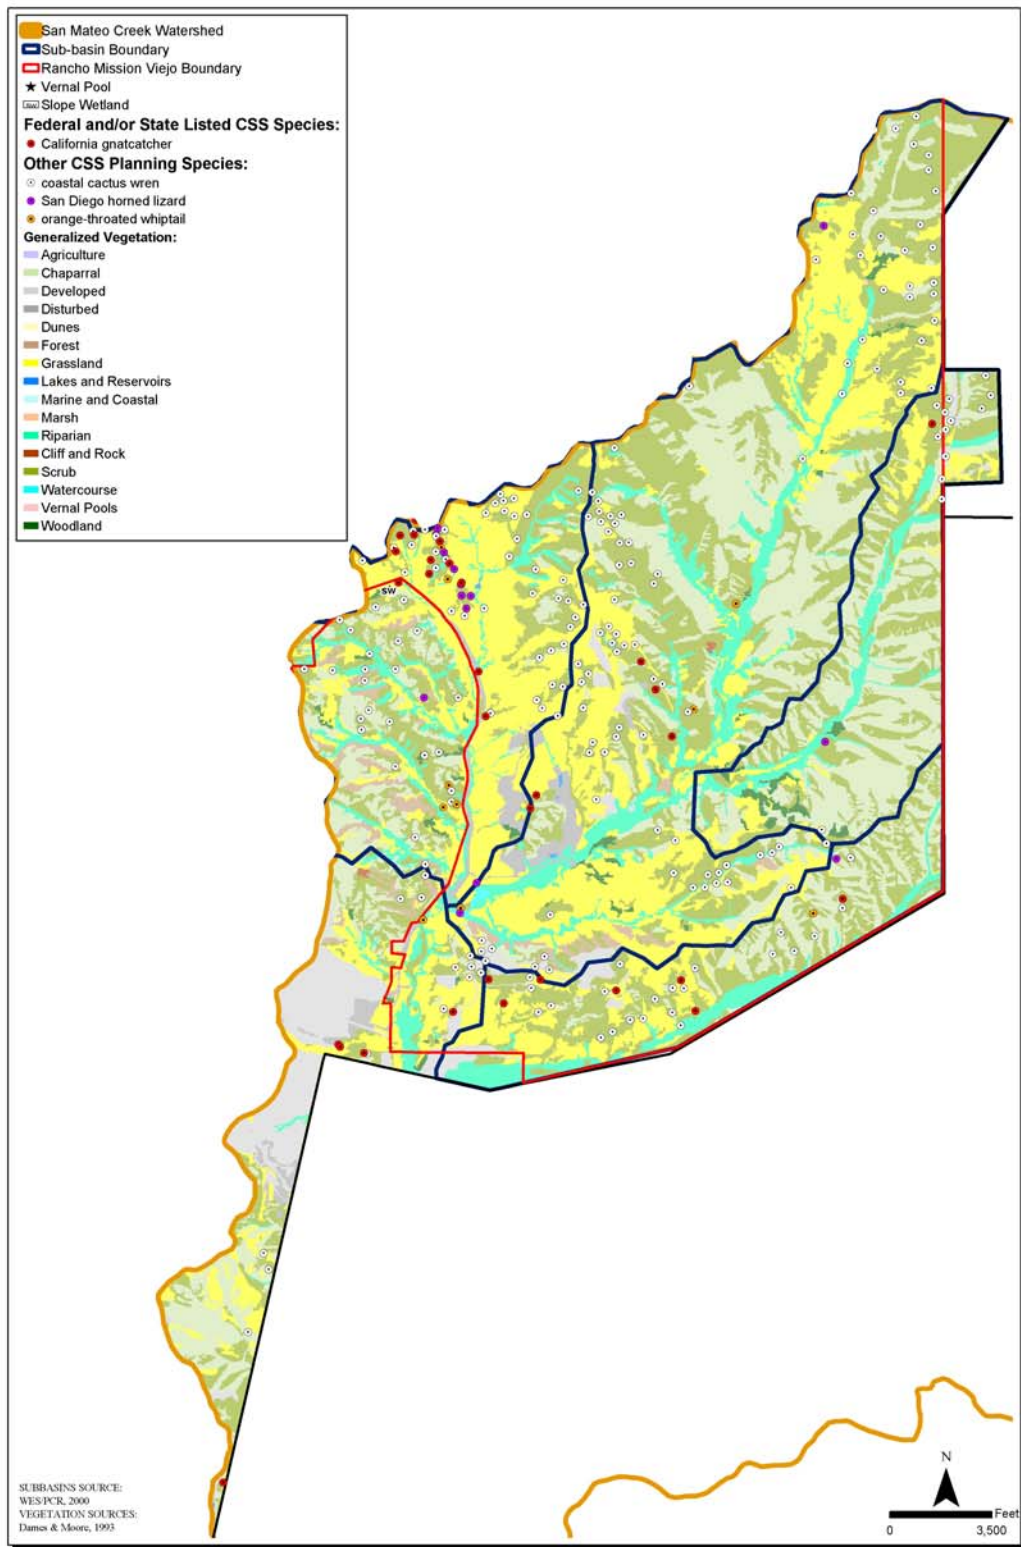 San Mateo Creek Watershed
Sub-basin Boundary
Rancho Mission Viejo Boundary
Vernal Pool
Slope Wetland
Federal and/or State Listed CSS Species:
California gnatcatcher
Other CSS Planning Species:
coastal cactus wren
San Diego horned lizard
orange-throated whiptail
Generalized Vegetation:
Agriculture
Chaparral
Developed
Disturbed
Dunes
Forest
Grassland
Lakes and Reservoirs
Marine and Coastal
Marsh
Riparian
Cliff and Rock
Scrub
Watercourse
Vernal Pools
Woodland
SW
SUBBASINS SOURCE:
WES/PCR, 2000
VEGETATION SOURCES:
Dames & Moore, 1993
N
Feet
0 3,500